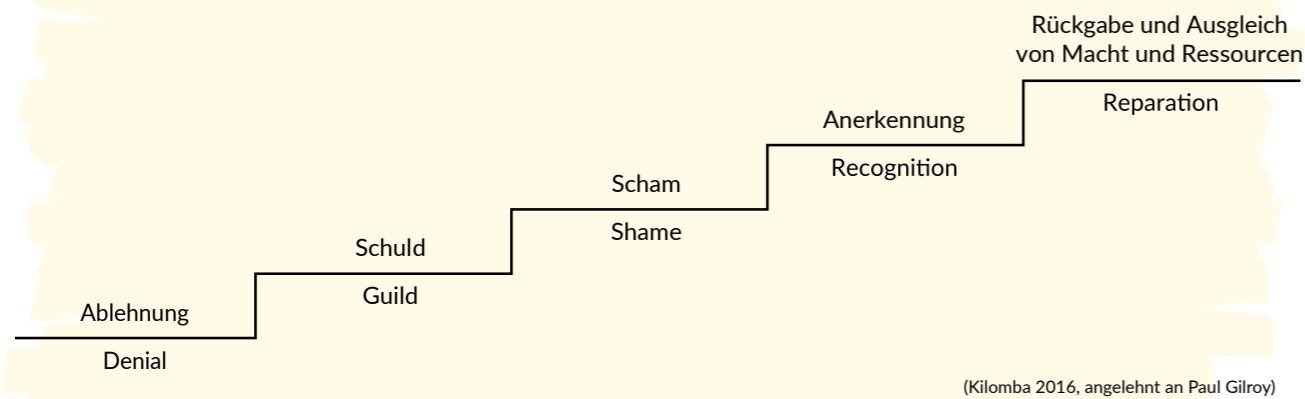 Rückgabe und Ausgleich
von Macht und Ressourcen
Reparation
Anerkennung
Recognition
Scham
Shame
Schuld
Guild
Ablehnung
Denial
(Kilomba 2016, angelehnt an Paul Gilroy)